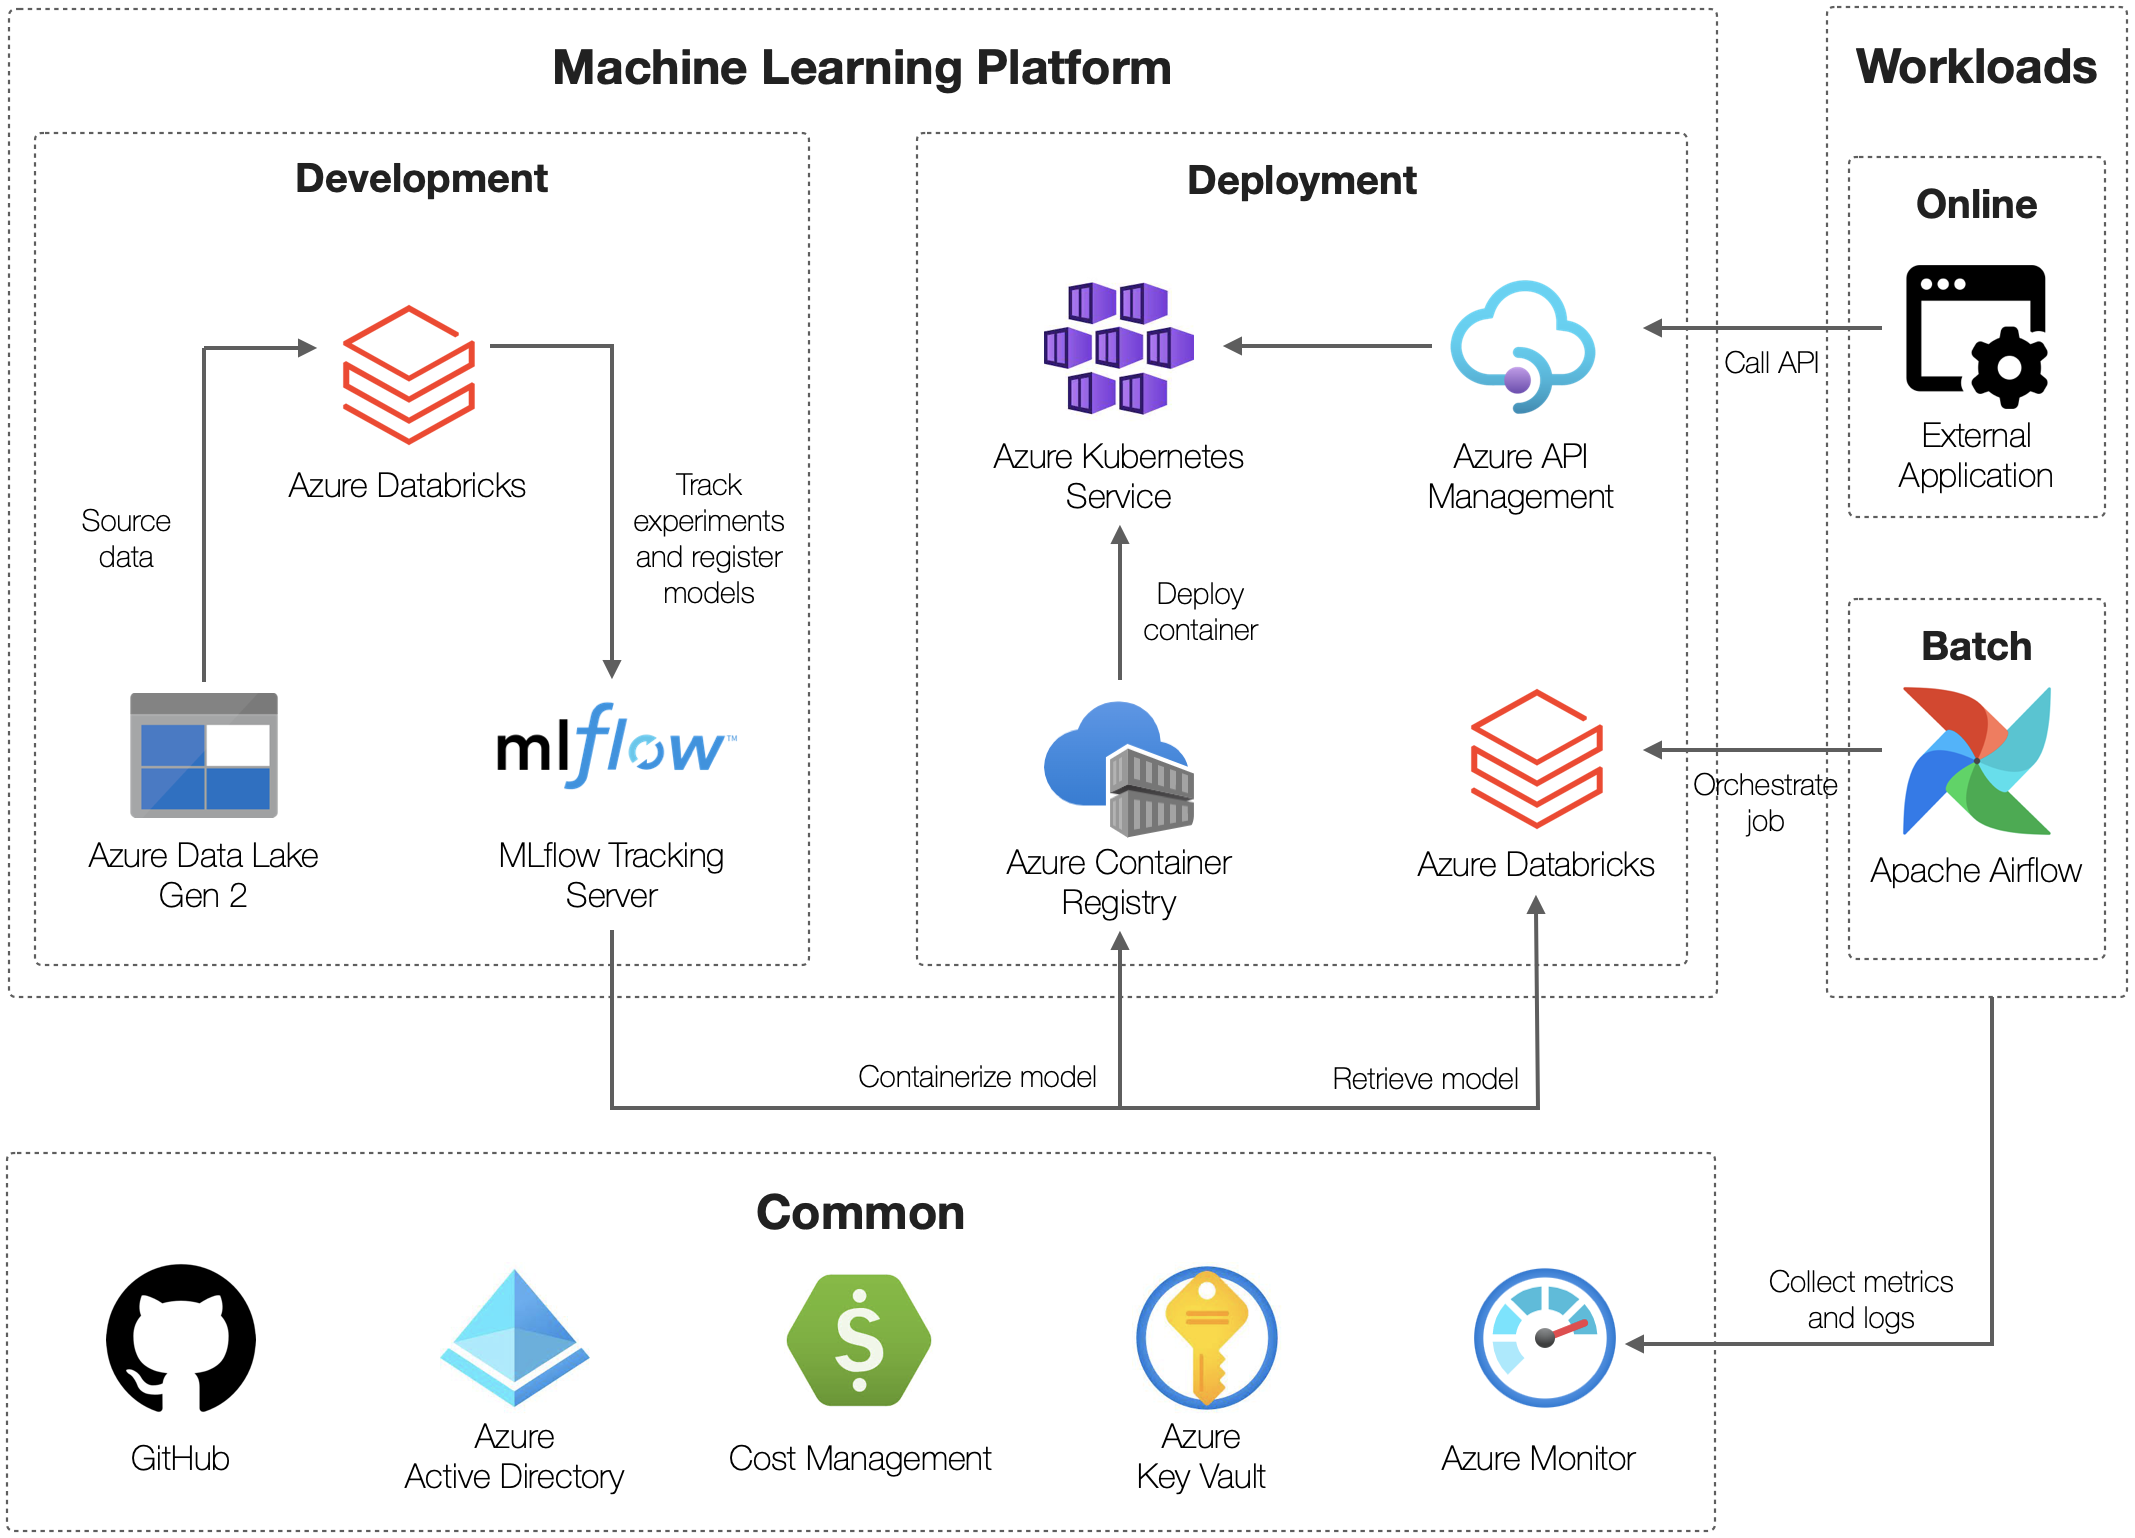 Machine Learning Platform
Workloads
Development
Deployment
Online
Azure Databricks
Source
data
Track
experiments
and register
models
Azure Data Lake
Gen 2
mlflow™
MLflow Tracking
Server
Azure Kubernetes
Service
Azure API
Management
Call API
External
Application
Deploy
container
Azure Container
Registry
Azure Databricks
Batch
Orchestrate
job
Apache Airflow
Containerize model
Retrieve model
Common
Collect metrics
and logs
GitHub
Azure
Active Directory
$
Cost Management
Azure
Key Vault
Azure Monitor